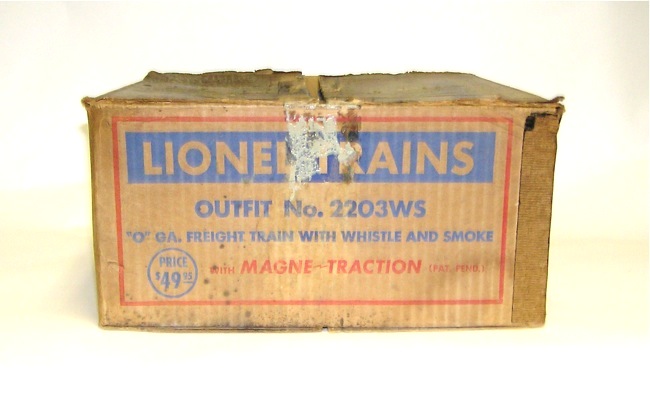 LIONEL TRAINS
OUTFIT No. 2203WS
"O" GA. FREIGHT TRAIN WITH WHISTLE AND SMOKE
PRICE
$49.95
WITH MAGNE-TRACTION (PAT. PEND.)